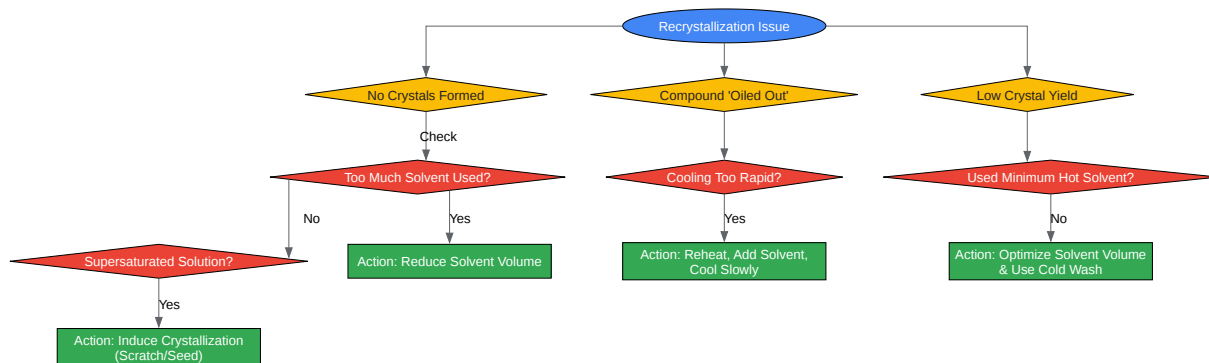 Recrystallization Issue
No Crystals Formed
Compound 'Oiled Out'
Low Crystal Yield
Check
Too Much Solvent Used?
Cooling Too Rapid?
Used Minimum Hot Solvent?
No
Yes
Yes
No
Supersaturated Solution?
Action: Reduce Solvent Volume
Action: Reheat, Add Solvent,
Cool Slowly
Action: Optimize Solvent Volume
& Use Cold Wash
Yes
Action: Induce Crystallization
(Scratch/Seed)